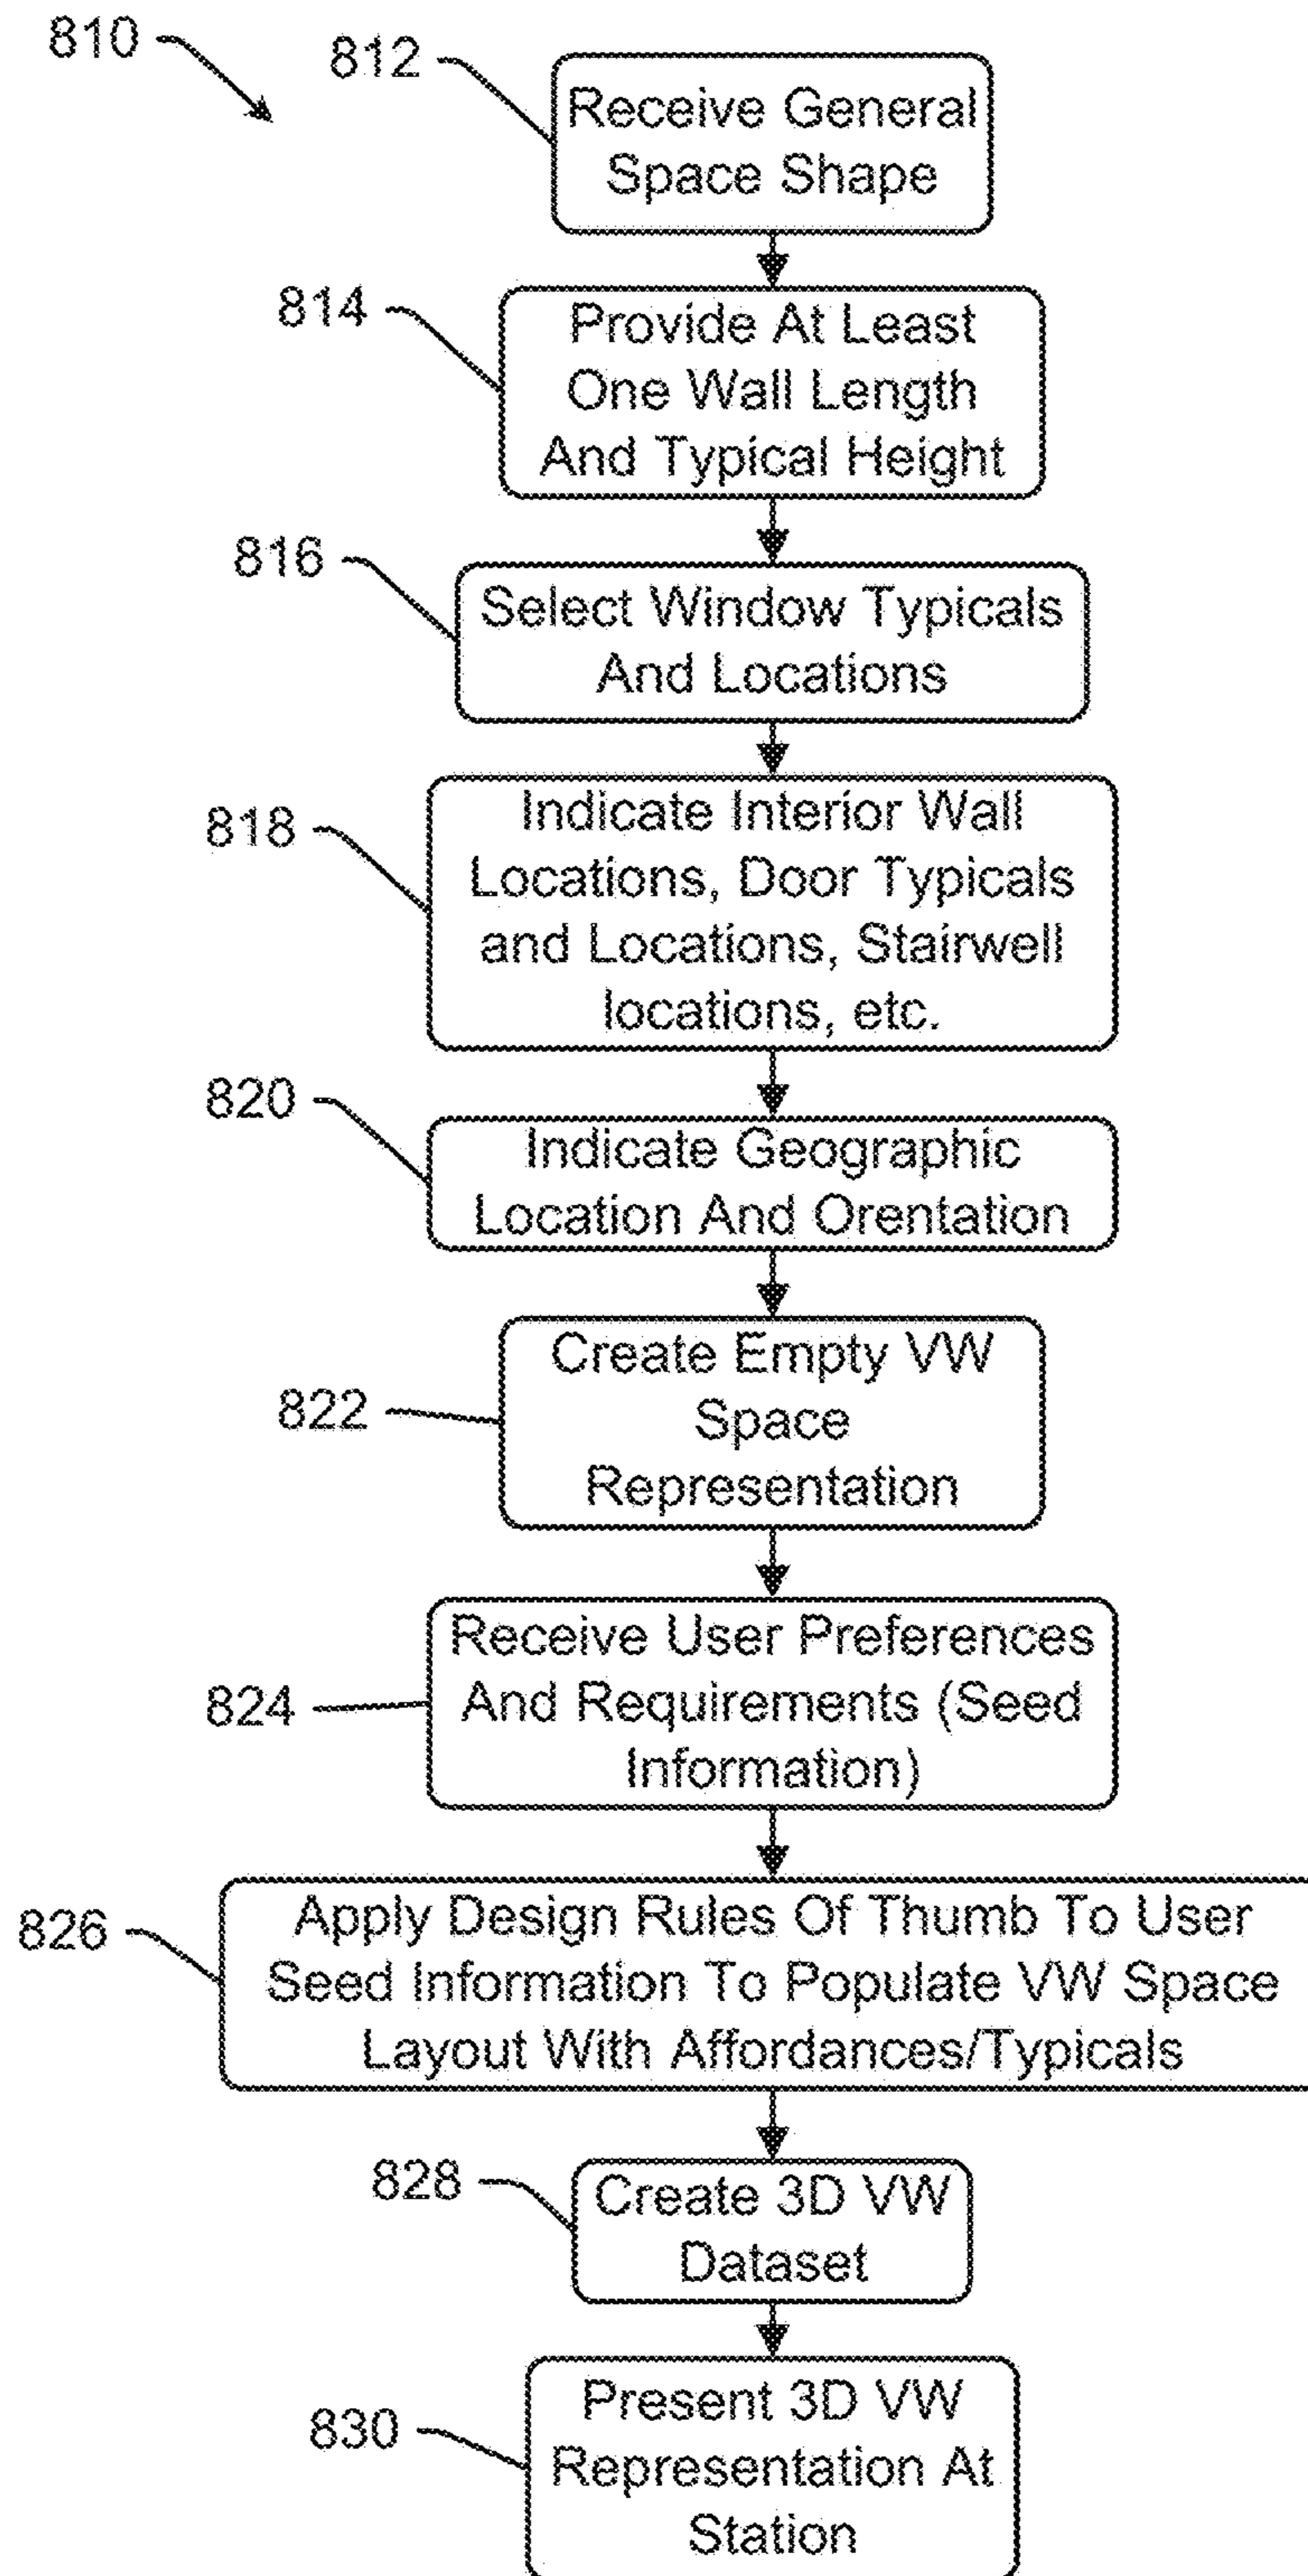 810
812
Receive General
Space Shape
814
Provide At Least
One Wall Length
And Typical Height
816
Select Window Typicals
And Locations
818
Indicate Interior Wall
Locations, Door Typicals
and Locations, Stairwell
locations, etc.
820
Indicate Geographic
Location And Orentation
822
Create Empty VW
Space
Representation
824
Receive User Preferences
And Requirements (Seed
Information)
826
Apply Design Rules Of Thumb To User
Seed Information To Populate VW Space
Layout With Affordances/Typicals
828
Create 3D VW
Dataset
830
Present 3D VW
Representation At
Station